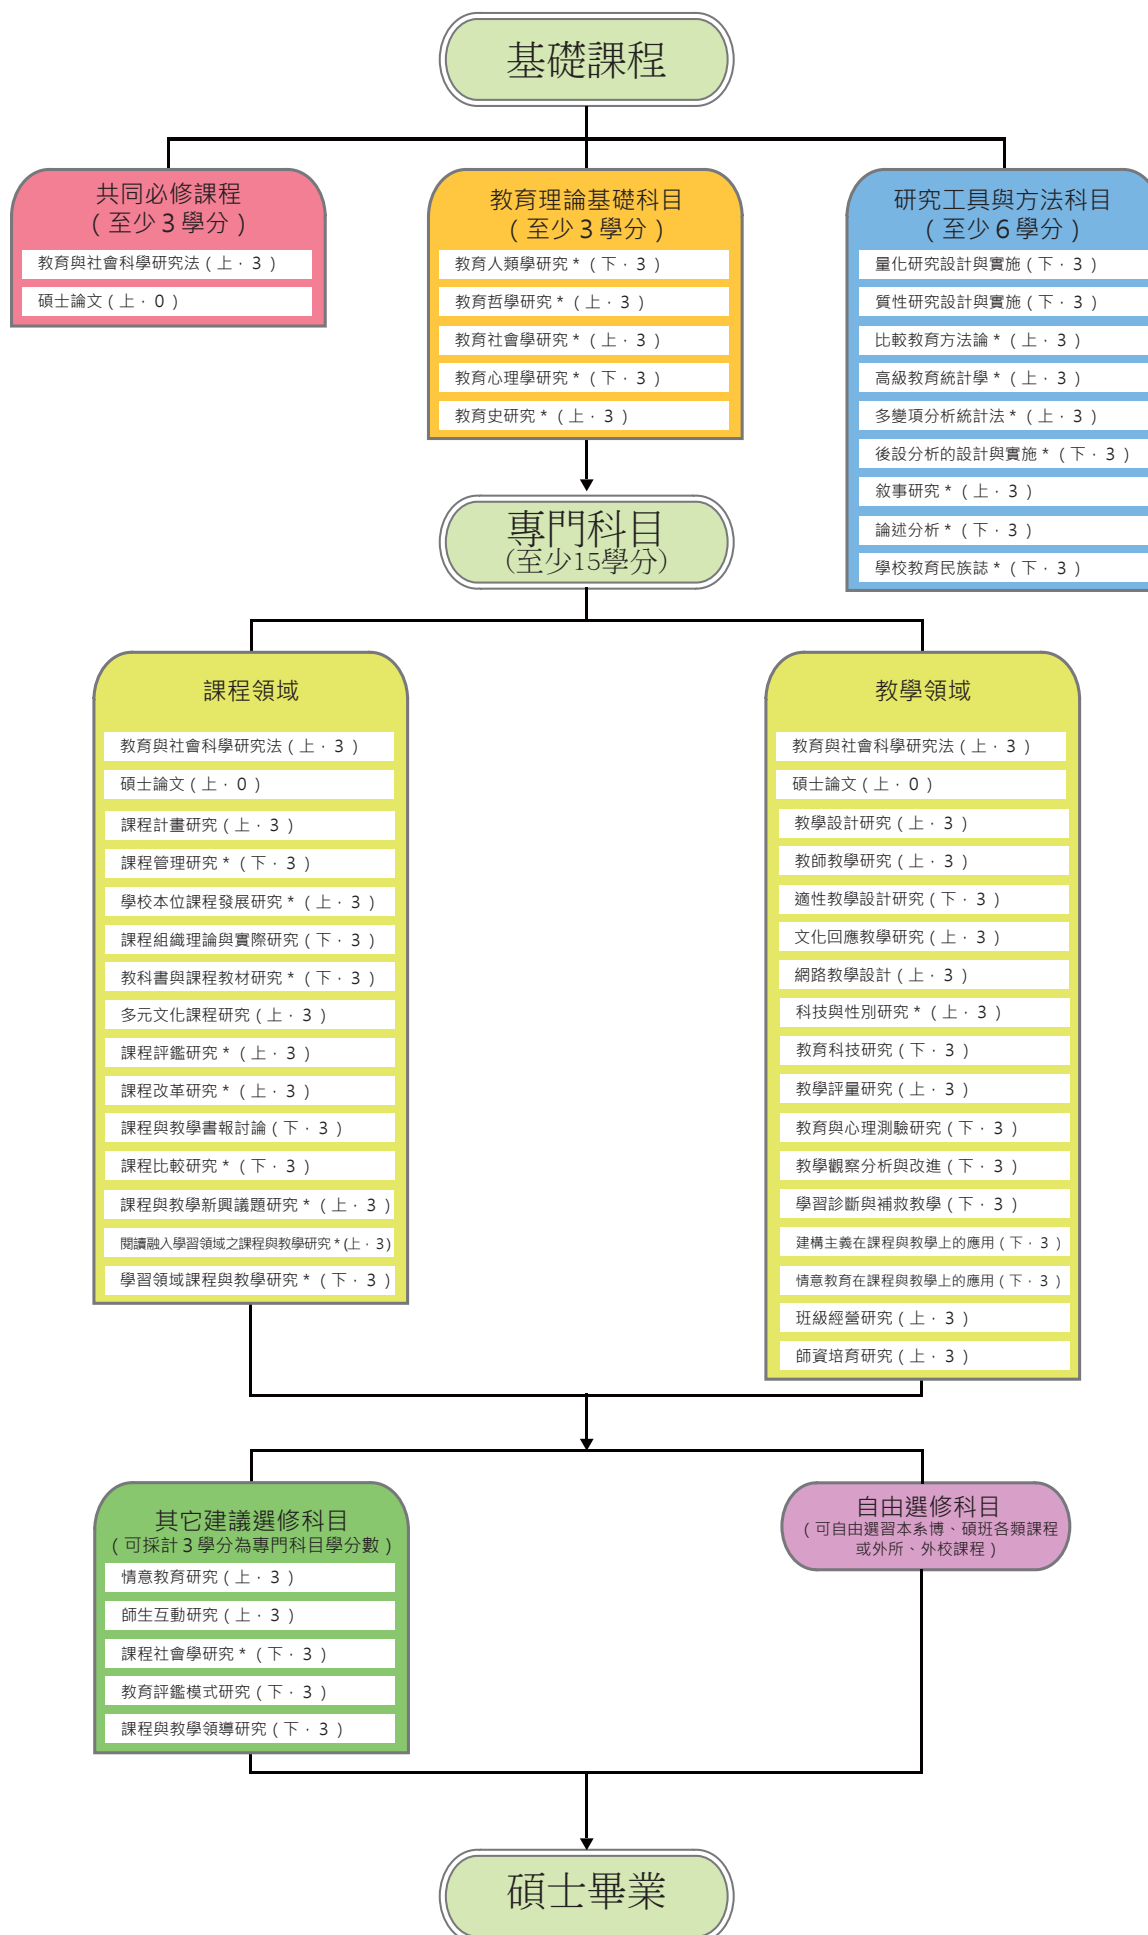 基礎課程
共同必修課程
（至少3學分）
教育與社會科學研究法（上．3）
碩士論文（上．0）
教育理論基礎科目
（至少3學分）
教育人類學研究*（下．3）
教育哲學研究*（上．3）
教育社會學研究*（上．3）
教育心理學研究*（下．3）
教育史研究*（上．3）
研究工具與方法科目
（至少6學分）
量化研究設計與實施（下．3）
質性研究設計與實施（下．3）
比較教育方法論*（上．3）
高級教育統計學*（上．3）
多變項分析統計法*（上．3）
後設分析的設計與實施*（下．3）
敘事研究*（上．3）
論述分析*（下．3）
學校教育民族誌*（下．3）
專門科目
（至少15學分）
課程領域
教育與社會科學研究法（上．3）
碩士論文（上．0）
課程計畫研究（上．3）
課程管理研究*（下．3）
學校本位課程發展研究*（上．3）
課程組織理論與實際研究（下．3）
教科書與課程教材研究*（下．3）
多元文化課程研究（上．3）
課程評鑑研究*（上．3）
課程改革研究*（上．3）
課程與教學書報討論（下．3）
課程比較研究*（下．3）
課程與教學新興議題研究*（上．3）
閱讀融入學習領域之課程與教學研究*(上．3)
學習領域課程與教學研究*（下．3）
教學領域
教育與社會科學研究法（上．3）
碩士論文（上．0）
教學設計研究（上．3）
教師教學研究（上．3）
適性教學設計研究（下．3）
文化回應教學研究（上．3）
網路教學設計（上．3）
科技與性別研究*（上．3）
教育科技研究（下．3）
教學評量研究（上．3）
教育與心理測驗研究（下．3）
教學觀察分析與改進（下．3）
學習診斷與補救教學（下．3）
建構主義在課程與教學上的應用（下．3）
情意教育在課程與教學上的應用（下．3）
班級經營研究（上．3）
師資培育研究（上．3）
其它建議選修科目
（可採計3學分為專門科目學分數）
情意教育研究（上．3）
師生互動研究（上．3）
課程社會學研究*（下．3）
教育評鑑模式研究（下．3）
課程與教學領導研究（下．3）
自由選修科目
（可自由選習本系博、碩班各類課程
或外所、外校課程）
碩士畢業